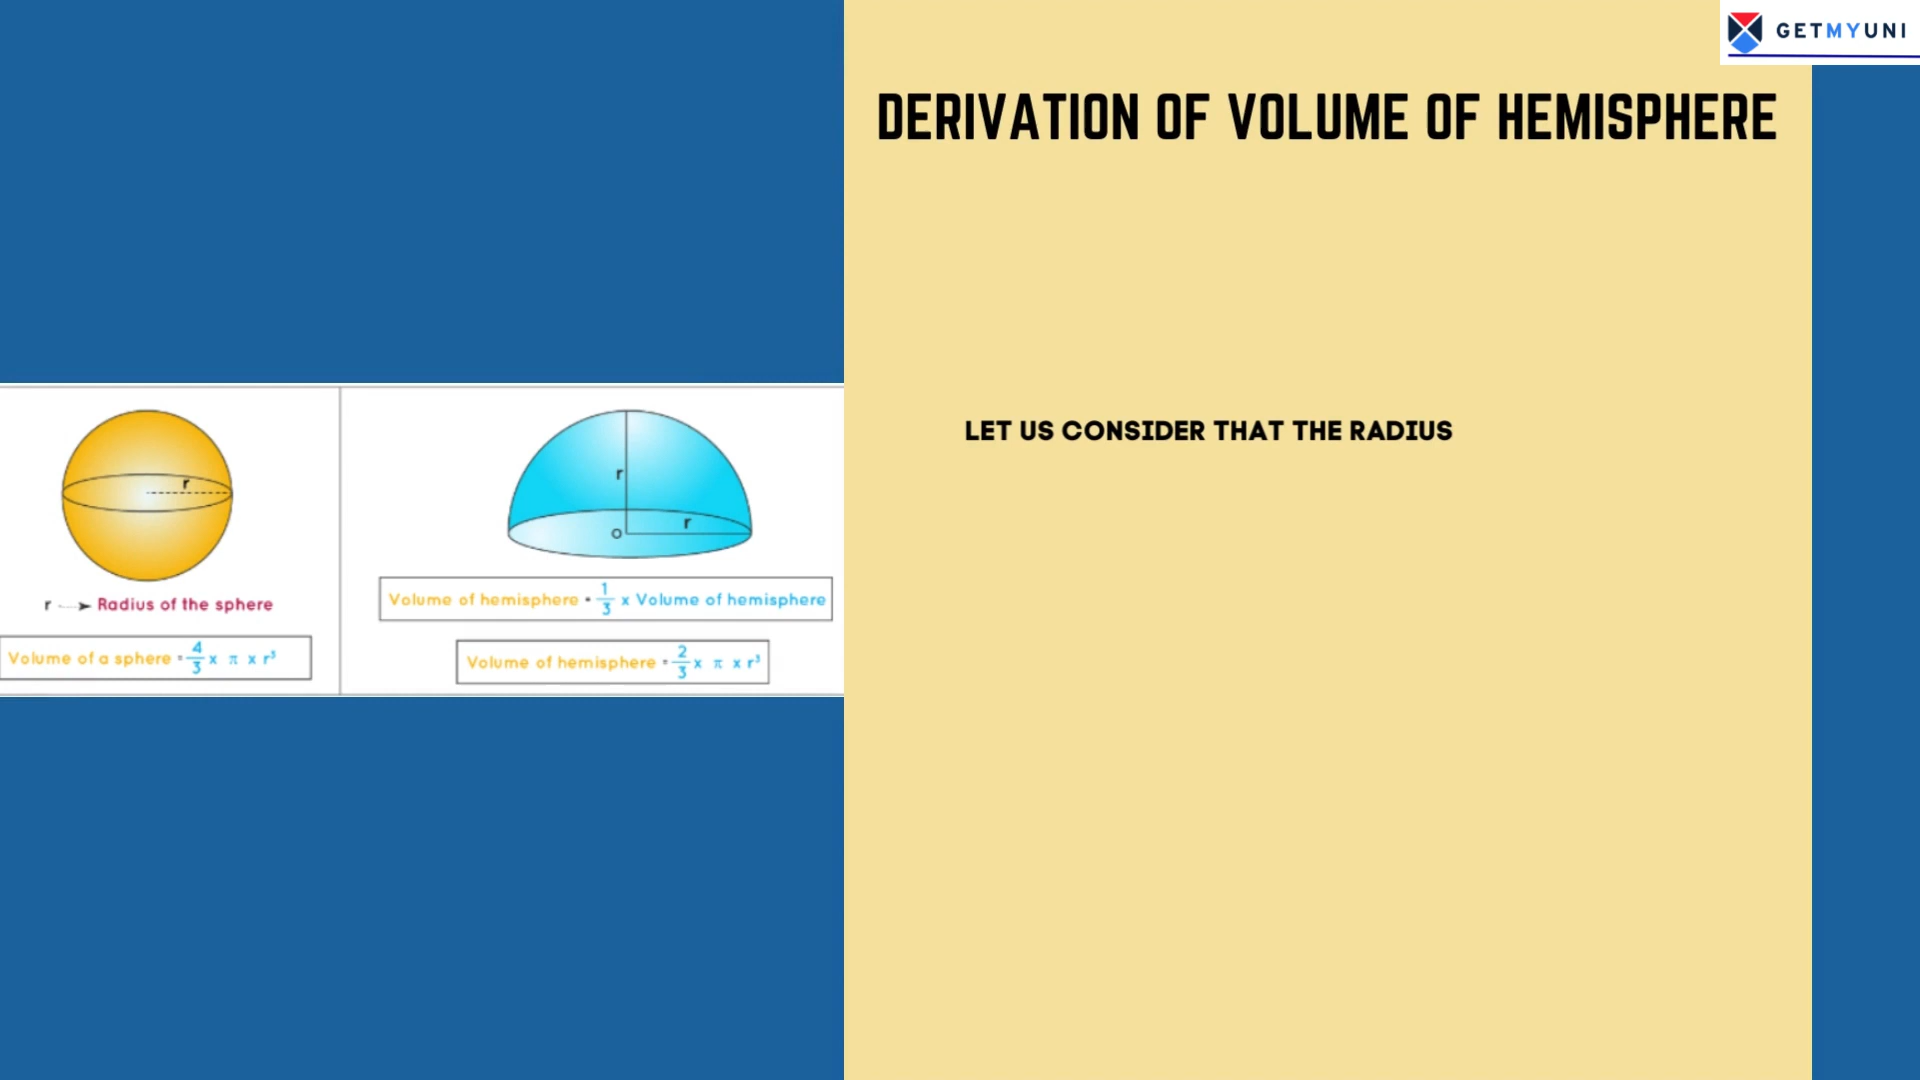 GETMYUNI
DERIVATION OF VOLUME OF HEMISPHERE
LET US CONSIDER THAT THE RADIUS
r
r ---> Radius of the sphere
Volume of a sphere = 4/3 x π x r³
r
r
O
Volume of hemisphere = 1/3 x Volume of hemisphere
Volume of hemisphere = 2/3 x π x r³